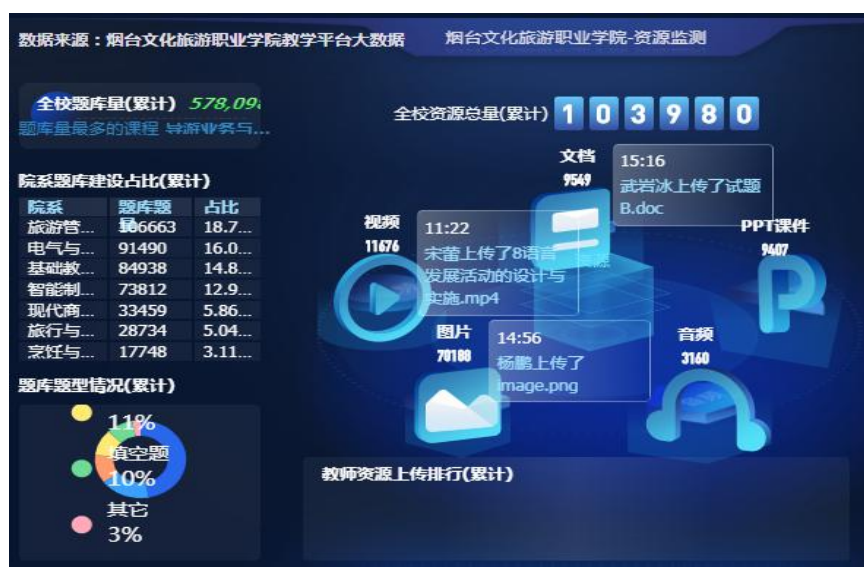 数据来源：烟台文化旅游职业学院教学平台大数据
烟台文化旅游职业学院-资源监测
全校题库量(累计) 578,09
题库量最多的课程 导游业务与...
全校资源总量(累计) 103980
院系题库建设占比(累计)
院系 题库题量 占比
旅游管... 106663 18.7...
电气与... 91490 16.0...
基础教... 84938 14.8...
智能制... 73812 12.9...
现代商... 33459 5.86...
旅行与... 28734 5.04...
烹饪与... 17748 3.11...
题库题型情况(累计)
11%
填空题
10%
其它
3%
文档
9549
15:16
武岩冰上传了试题
B.doc
视频
11676
11:22
宋蕾上传了8语言
发展活动的设计与
实施.mp4
PPT课件
9407
图片
70188
14:56
杨鹏上传了
image.png
音频
3160
教师资源上传排行(累计)